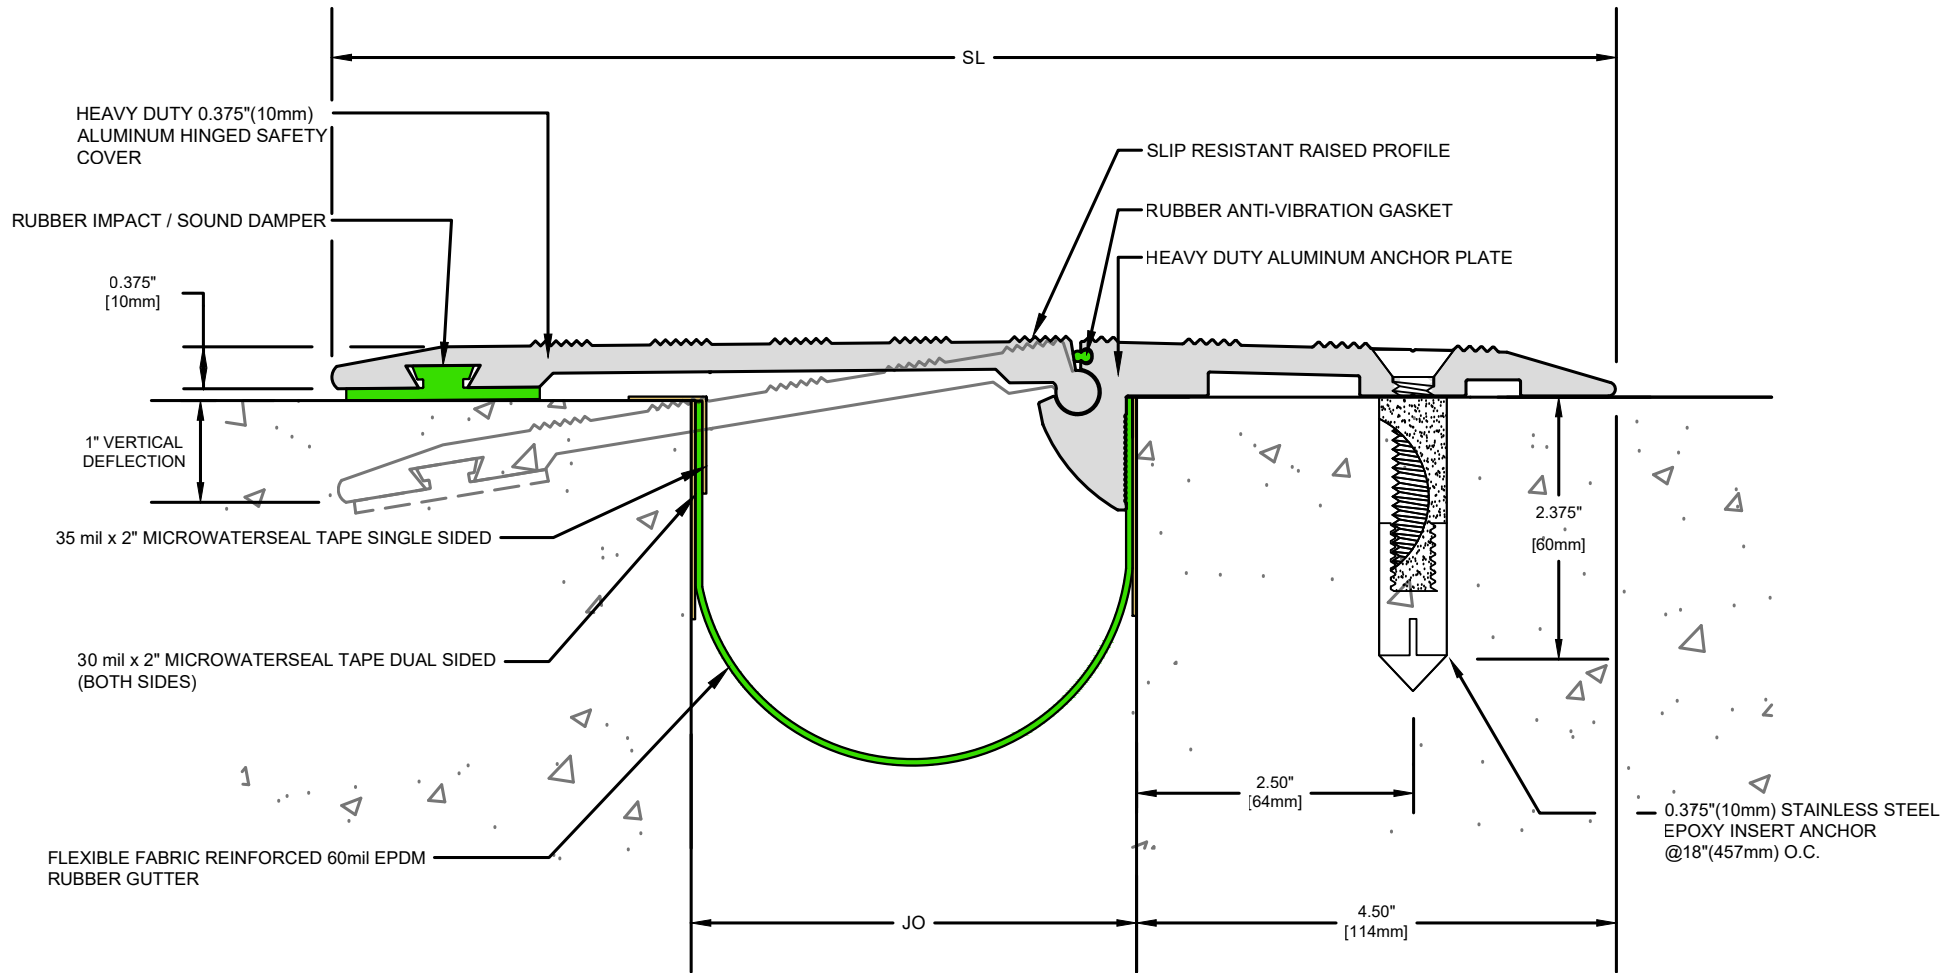 SL
HEAVY DUTY 0.375"(10mm)
ALUMINUM HINGED SAFETY
COVER
SLIP RESISTANT RAISED PROFILE
RUBBER IMPACT / SOUND DAMPER
RUBBER ANTI-VIBRATION GASKET
HEAVY DUTY ALUMINUM ANCHOR PLATE
0.375"
[10mm]
1" VERTICAL
DEFLECTION
2.375"
[60mm]
35 mil x 2" MICROWATERSEAL TAPE SINGLE SIDED
30 mil x 2" MICROWATERSEAL TAPE DUAL SIDED
(BOTH SIDES)
2.50"
[64mm]
0.375"(10mm) STAINLESS STEEL
EPOXY INSERT ANCHOR
@18"(457mm) O.C.
FLEXIBLE FABRIC REINFORCED 60mil EPDM
RUBBER GUTTER
JO
4.50"
[114mm]